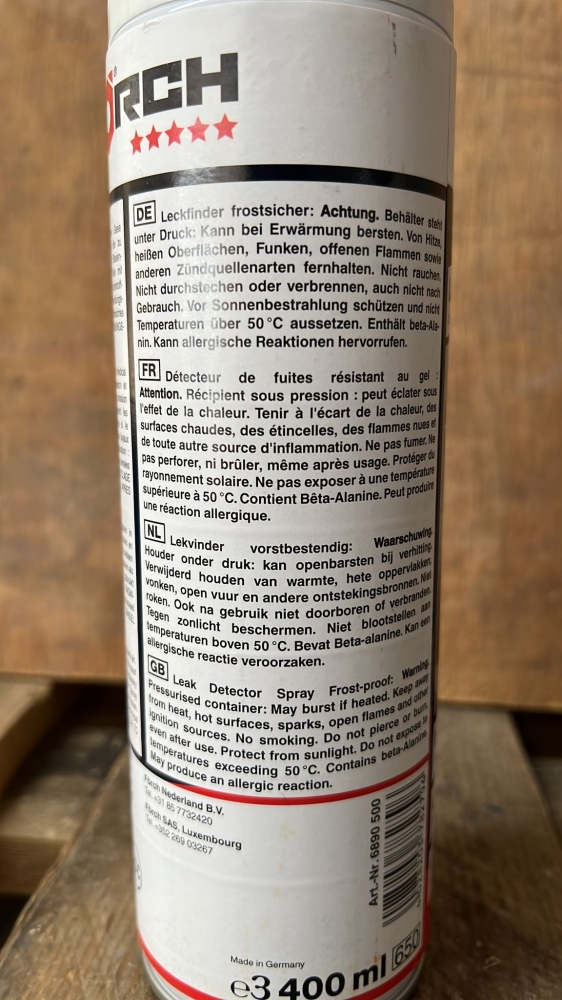 RCH
DE Leckfinder frostsicher: Achtung. Behälter steht
unter Druck: Kann bei Erwärmung bersten. Von Hitze,
heißen Oberflächen, Funken, offenen Flammen sowie
anderen Zündquellenarten fernhalten. Nicht rauchen.
Nicht durchstechen oder verbrennen, auch nicht nach
Gebrauch. Vor Sonnenbestrahlung schützen und nicht
Temperaturen über 50 °C aussetzen. Enthält beta-Ala-
nin. Kann allergische Reaktionen hervorrufen.
FR Détecteur de fuites résistant au gel :
Attention. Récipient sous pression : peut éclater sous
l'effet de la chaleur. Tenir à l'écart de la chaleur, des
surfaces chaudes, des étincelles, des flammes nues et
de toute autre source d'inflammation. Ne pas fumer. Ne
pas perforer, ni brûler, même après usage. Protéger du
rayonnement solaire. Ne pas exposer à une température
supérieure à 50 °C. Contient Bêta-Alanine. Peut produire
une réaction allergique.
NL Lekvinder vorstbestendig: Waarschuwing.
Houder onder druk: kan openbarsten bij verhitting.
Verwijderd houden van warmte, hete oppervlakken,
vonken, open vuur en andere ontstekingsbronnen. Niet
roken. Ook na gebruik niet doorboren of verbranden.
Tegen zonlicht beschermen. Niet blootstellen aan
temperaturen boven 50 °C. Bevat Beta-alanine. Kan een
allergische reactie veroorzaken.
GB Leak Detector Spray Frost-proof: Warning.
Pressurised container: May burst if heated. Keep away
from heat, hot surfaces, sparks, open flames and other
ignition sources. No smoking. Do not pierce or burn,
even after use. Protect from sunlight. Do not expose to
temperatures exceeding 50 °C. Contains beta-Alanine.
May produce an allergic reaction.
Förch Nederland B.V.
Tel. +31 85 7732420
Förch SAS, Luxembourg
Tel. +352 269 03267
Art.-Nr. 6890 500
Made in Germany
e3 400 ml 650